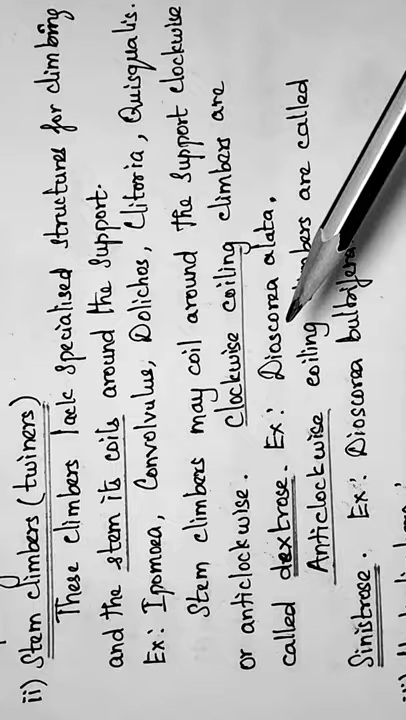 ii) Stem climbers (twiners)
These climbers lack specialised structures for climbing
and the stem its coils around the support.
Ex: Ipomoea, Convolvulus, Dolichos, Clitoria, Quisqualis.
Stem climbers may coil around the support clockwise
or anticlockwise. Clockwise coiling climbers are
called dextrose. Ex: Dioscorea alata.
Anticlockwise coiling are called
Sinistrose. Ex: Dioscorea bulbifera